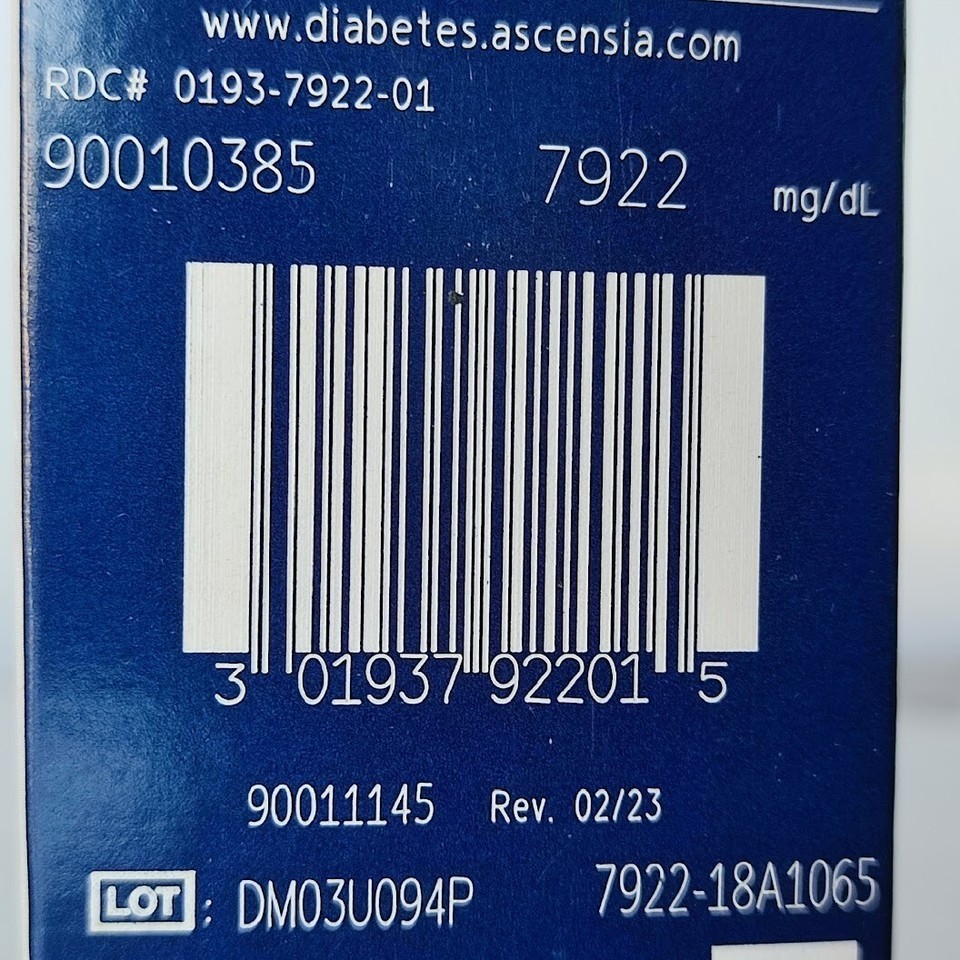 www.diabetes.ascensia.com
RDC# 0193-7922-01
90010385 7922 mg/dL
3 01937 92201 5
90011145 Rev. 02/23
LOT : DM03U094P 7922-18A1065